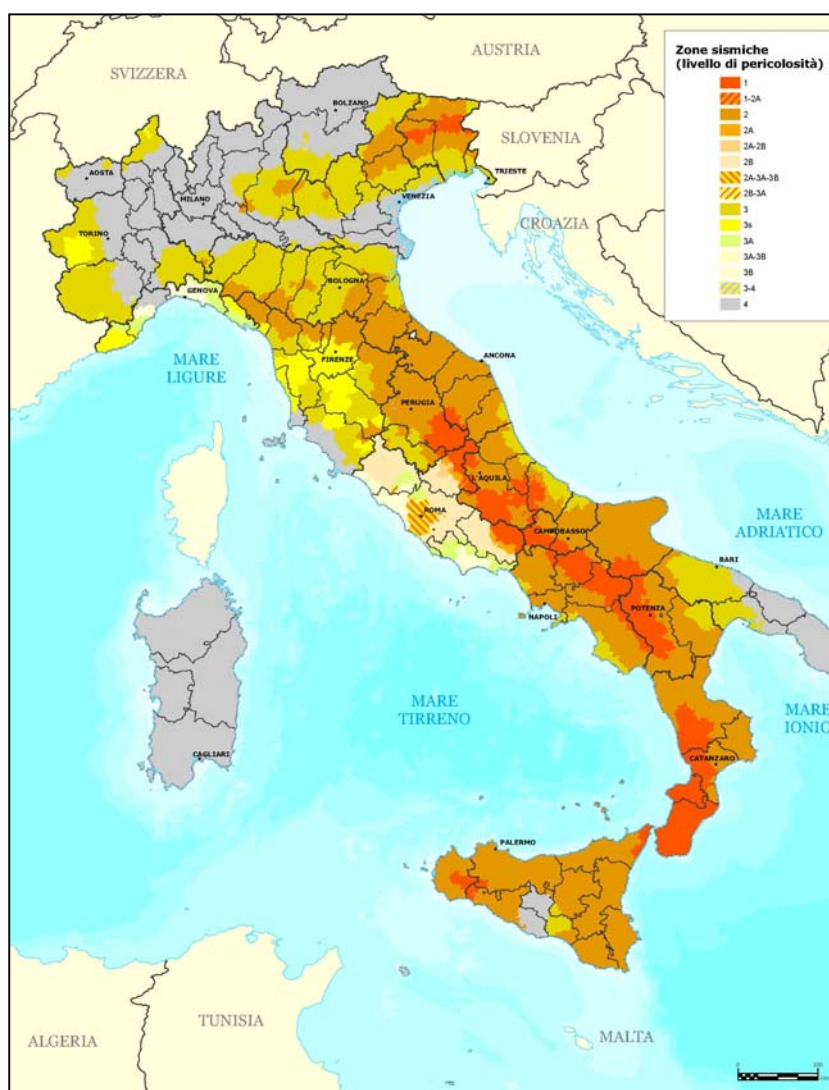 AUSTRIA
SVIZZERA
BOLZANO
SLOVENIA
AOSTA
TRIESTE
MILANO
VENEZIA
CROAZIA
TORINO
BOLOGNA
GENOVA
MARE
LIGURE
FIRENZE
ANCONA
PERUGIA
L'AQUILA
ROMA
CAMPOBASSO
MARE
ADRIATICO
BARI
NAPOLI
POTENZA
MARE
TIRRENO
MARE
IONIO
CAGLIARI
CATANZARO
PALERMO
ALGERIA
TUNISIA
MALTA
Zone sismiche
(livello di pericolosità)
1
1-2A
2
2A
2A-2B
2B
2A-3A-3B
2B-3A
3
3s
3A
3A-3B
3B
3-4
4
0